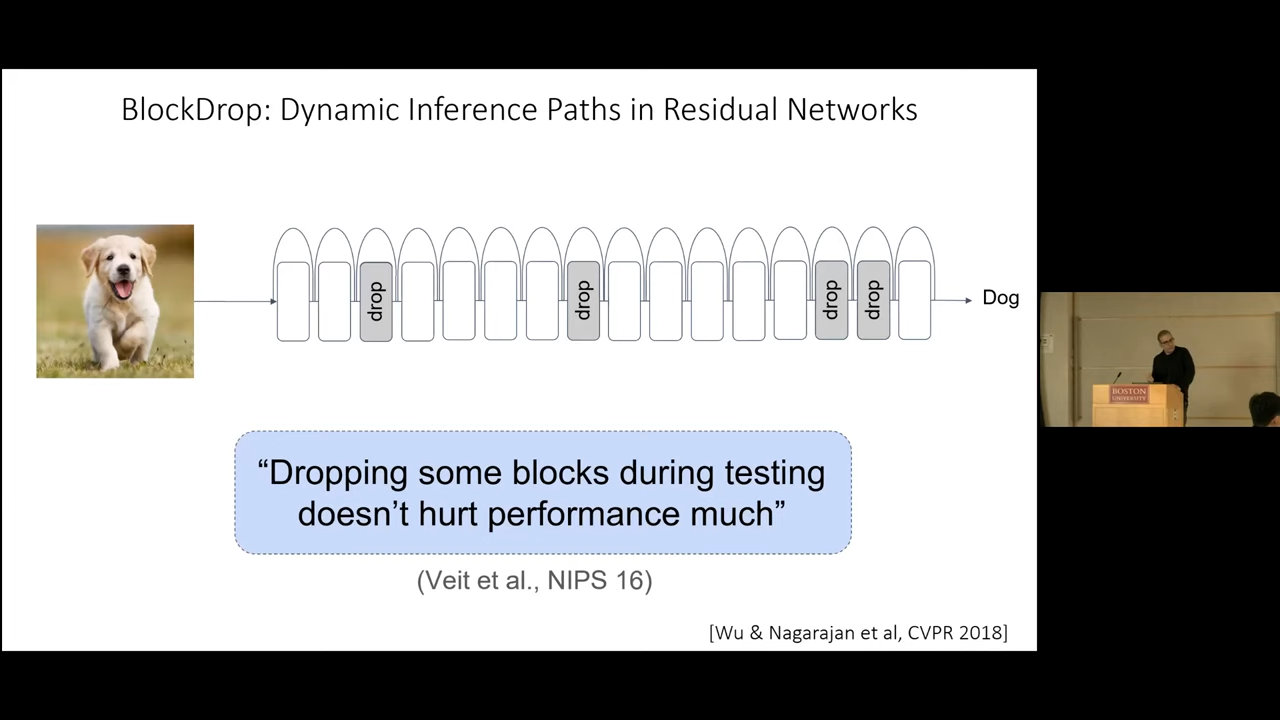 BlockDrop: Dynamic Inference Paths in Residual Networks
drop
drop
drop
drop
Dog
“Dropping some blocks during testing
doesn’t hurt performance much”
(Veit et al., NIPS 16)
[Wu & Nagarajan et al, CVPR 2018]
BOSTON
UNIVERSITY